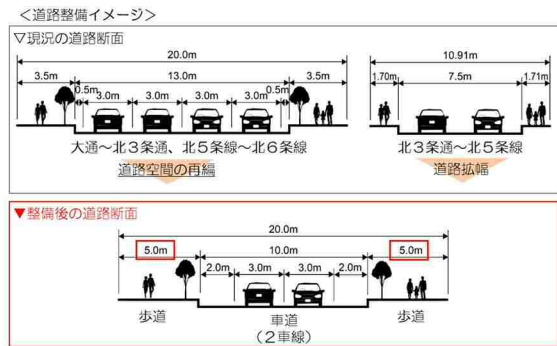 ＜道路整備イメージ＞
▽現況の道路断面
20.0m
3.5m 13.0m 3.5m
0.5m 3.0m 3.0m 3.0m 3.0m 0.5m
大通～北3条通、北5条線～北6条線
道路空間の再編
10.91m
1.70m 7.5m 1.71m
北3条通～北5条線
道路拡幅
▼整備後の道路断面
20.0m
5.0m 10.0m 5.0m
2.0m 3.0m 3.0m 2.0m
歩道 車道 歩道
（2車線）